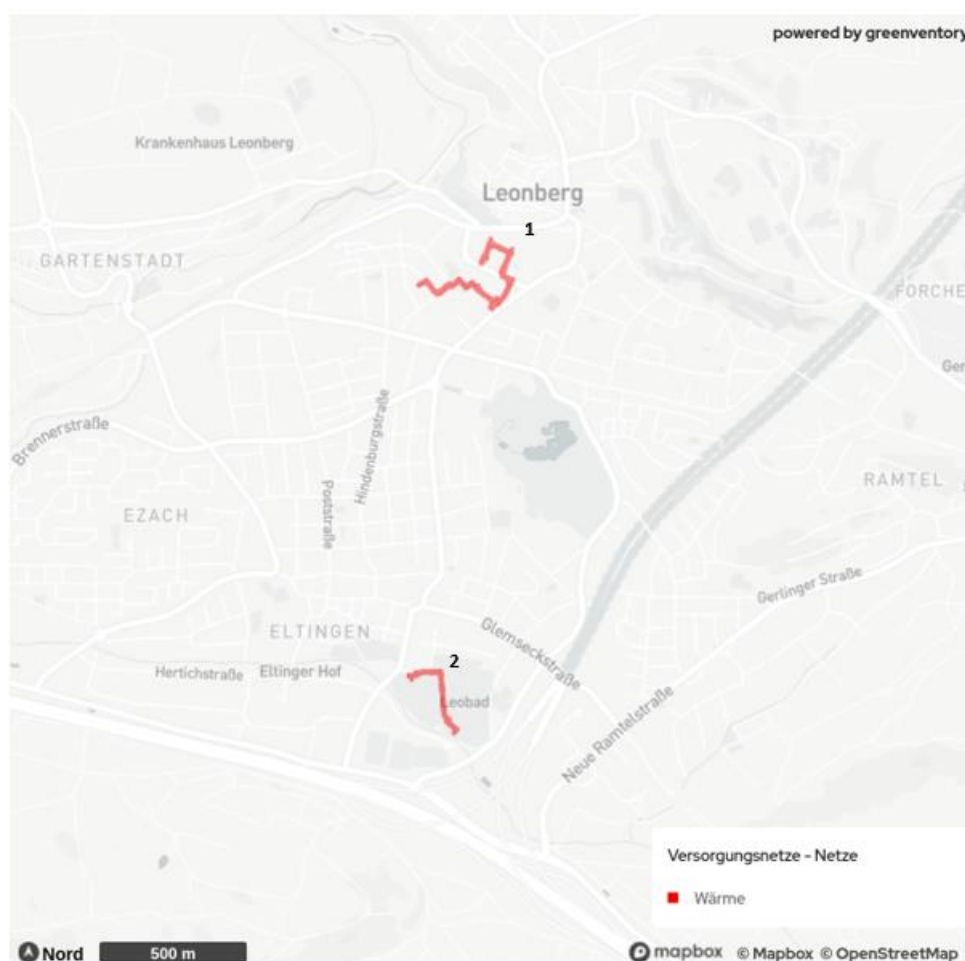 powered by greenventory
Krankenhaus Leonberg
Leonberg
1
GARTENSTADT
FORCHE
Ger
Brennerstraße
Hindenburgstraße
Poststraße
RAMTEL
EZACH
Gerlinger Straße
ELTINGEN
Glemseckstraße
2
Hertichstraße
Eltinger Hof
Leobad
Neue Ramtelstraße
Versorgungsnetze - Netze
Wärme
Nord
500 m
mapbox © Mapbox © OpenStreetMap